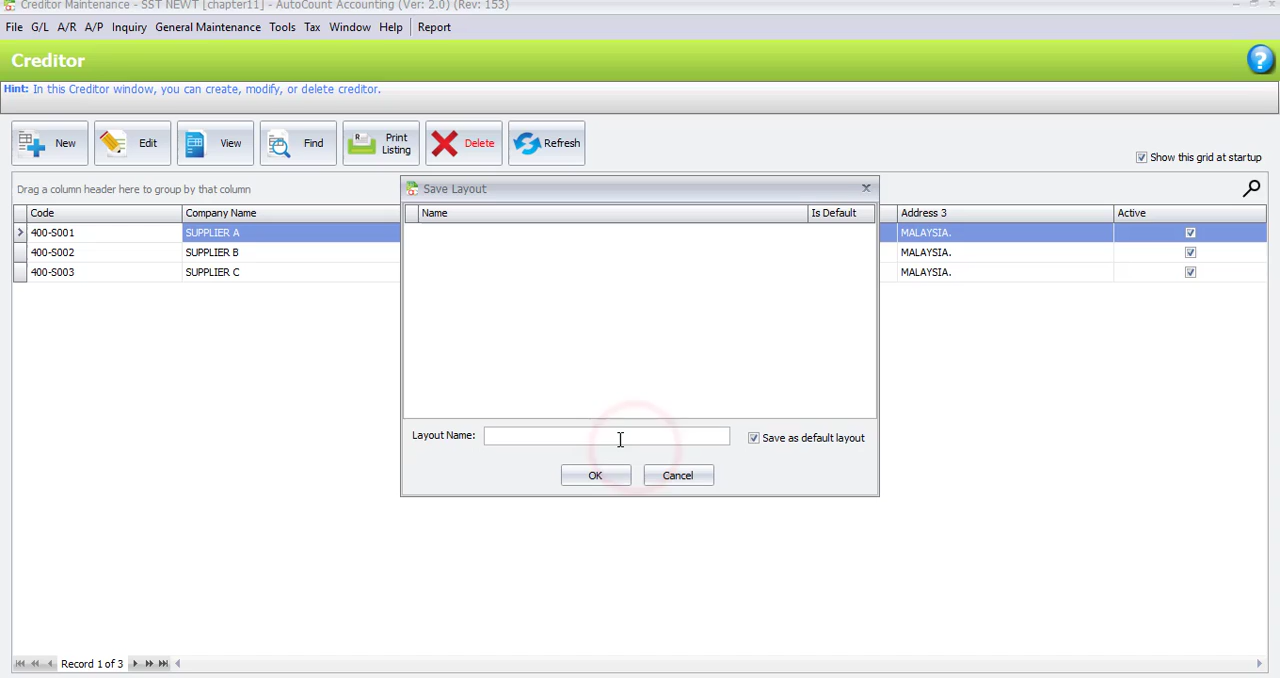 Creditor Maintenance - SST NEWT [chapter11] - AutoCount Accounting (Ver: 2.0) (Rev: 153)
File G/L A/R A/P Inquiry General Maintenance Tools Tax Window Help Report
Creditor
?
Hint: In this Creditor window, you can create, modify, or delete creditor.
New Edit View Find Print Listing Delete Refresh
Show this grid at startup
Drag a column header here to group by that column
Save Layout
Code Company Name Name Is Default Address 3 Active
400-S001 SUPPLIER A MALAYSIA.
400-S002 SUPPLIER B MALAYSIA.
400-S003 SUPPLIER C MALAYSIA.
Layout Name: Save as default layout
OK Cancel
Record 1 of 3